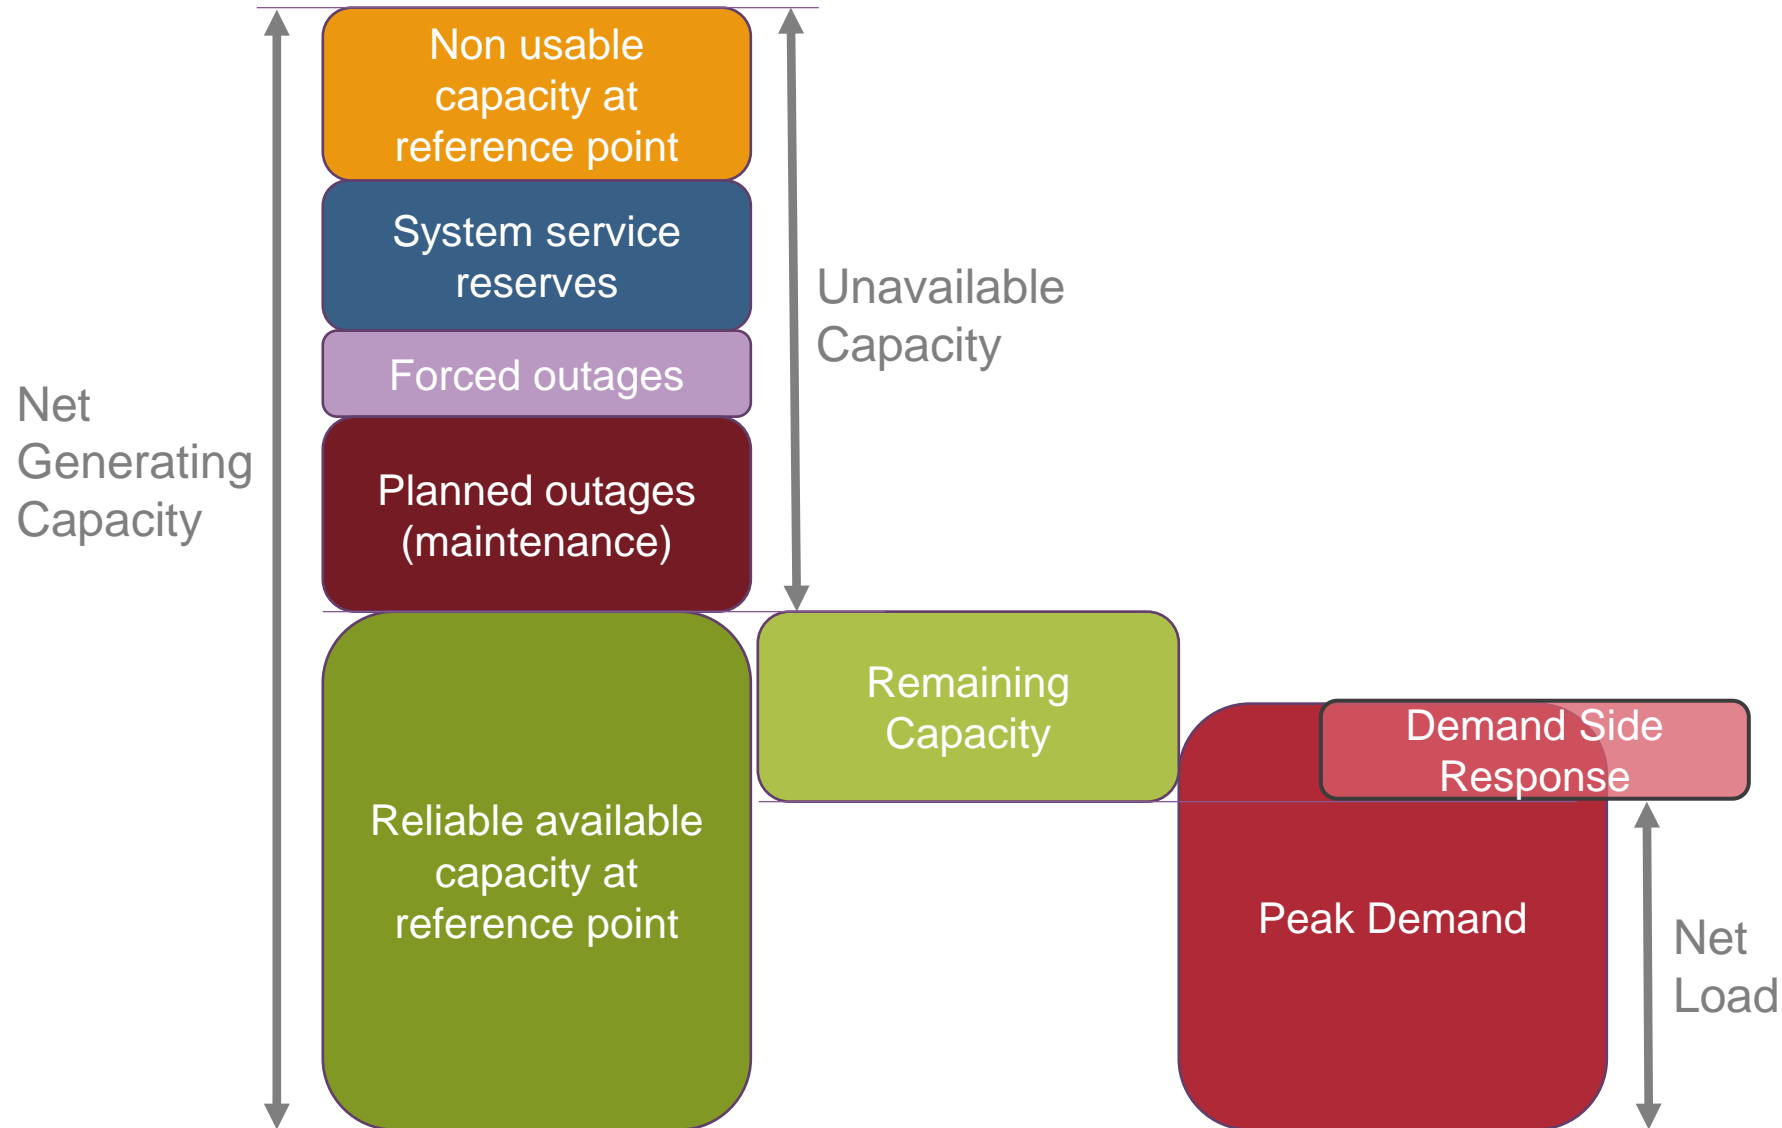 Non usable
capacity at
reference point
System service
reserves
Forced outages
Planned outages
(maintenance)
Reliable available
capacity at
reference point
Net
Generating
Capacity
Unavailable
Capacity
Remaining
Capacity
Demand Side
Response
Peak Demand
Net
Load